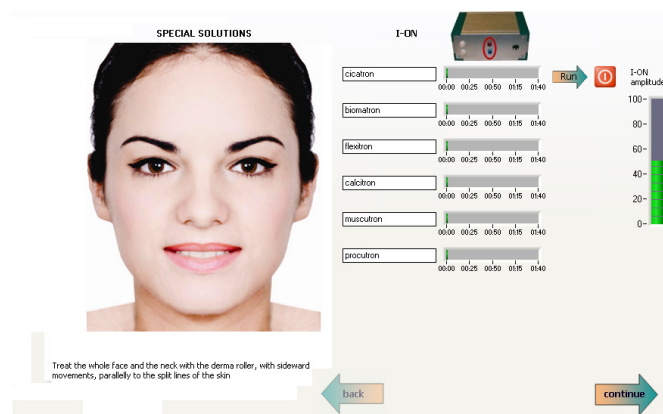 SPECIAL SOLUTIONS
I-ON
cicatron
00:00 00:25 00:50 01:15 01:40
Run
I-ON
amplitude
100-
80-
60-
40-
20-
0-
biomatron
00:00 00:25 00:50 01:15 01:40
flexitron
00:00 00:25 00:50 01:15 01:40
calcitron
00:00 00:25 00:50 01:15 01:40
muscutron
00:00 00:25 00:50 01:15 01:40
procutron
00:00 00:25 00:50 01:15 01:40
Treat the whole face and the neck with the derma roller, with sideward
movements, parallelly to the split lines of the skin
back
continue